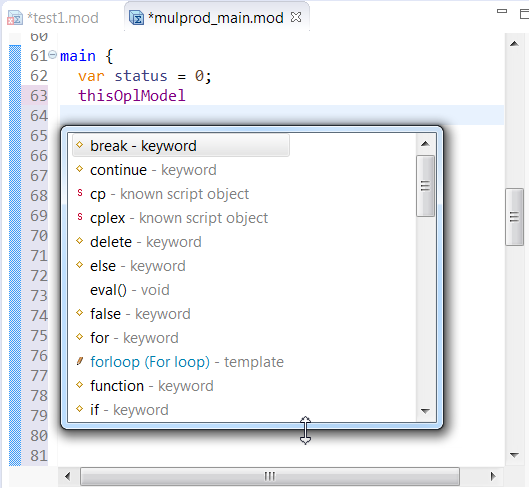 *test1.mod
*mulprod_main.mod
60
61 main {
62 var status = 0;
63 thisOplModel
64
65
66
67
68
69
70
71
72
73
74
75
76
77
78
79
80
81
break - keyword
continue - keyword
S cp - known script object
S cplex - known script object
delete - keyword
else - keyword
eval() - void
false - keyword
for - keyword
forloop (For loop) - template
function - keyword
if - keyword